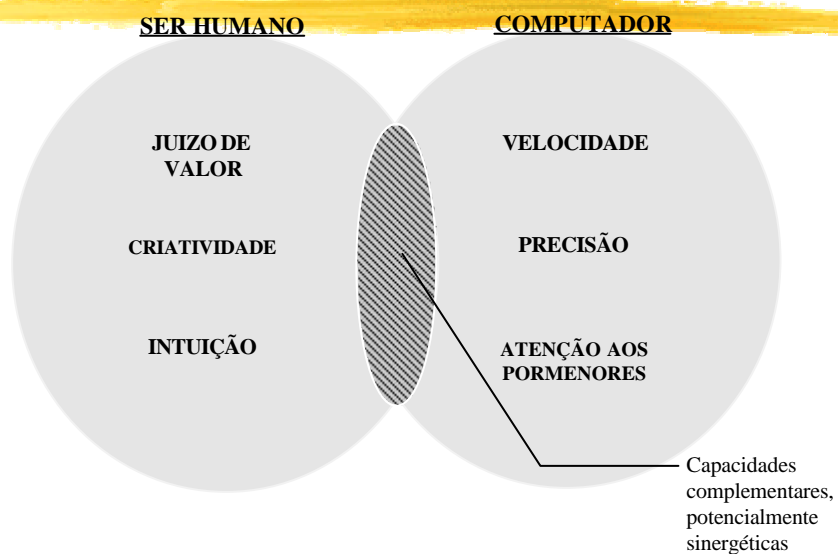 SER HUMANO
COMPUTADOR
JUIZO DE
VALOR
CRIATIVIDADE
INTUIÇÃO
VELOCIDADE
PRECISÃO
ATENÇÃO AOS
PORMENORES
Capacidades
complementares,
potencialmente
sinergéticas